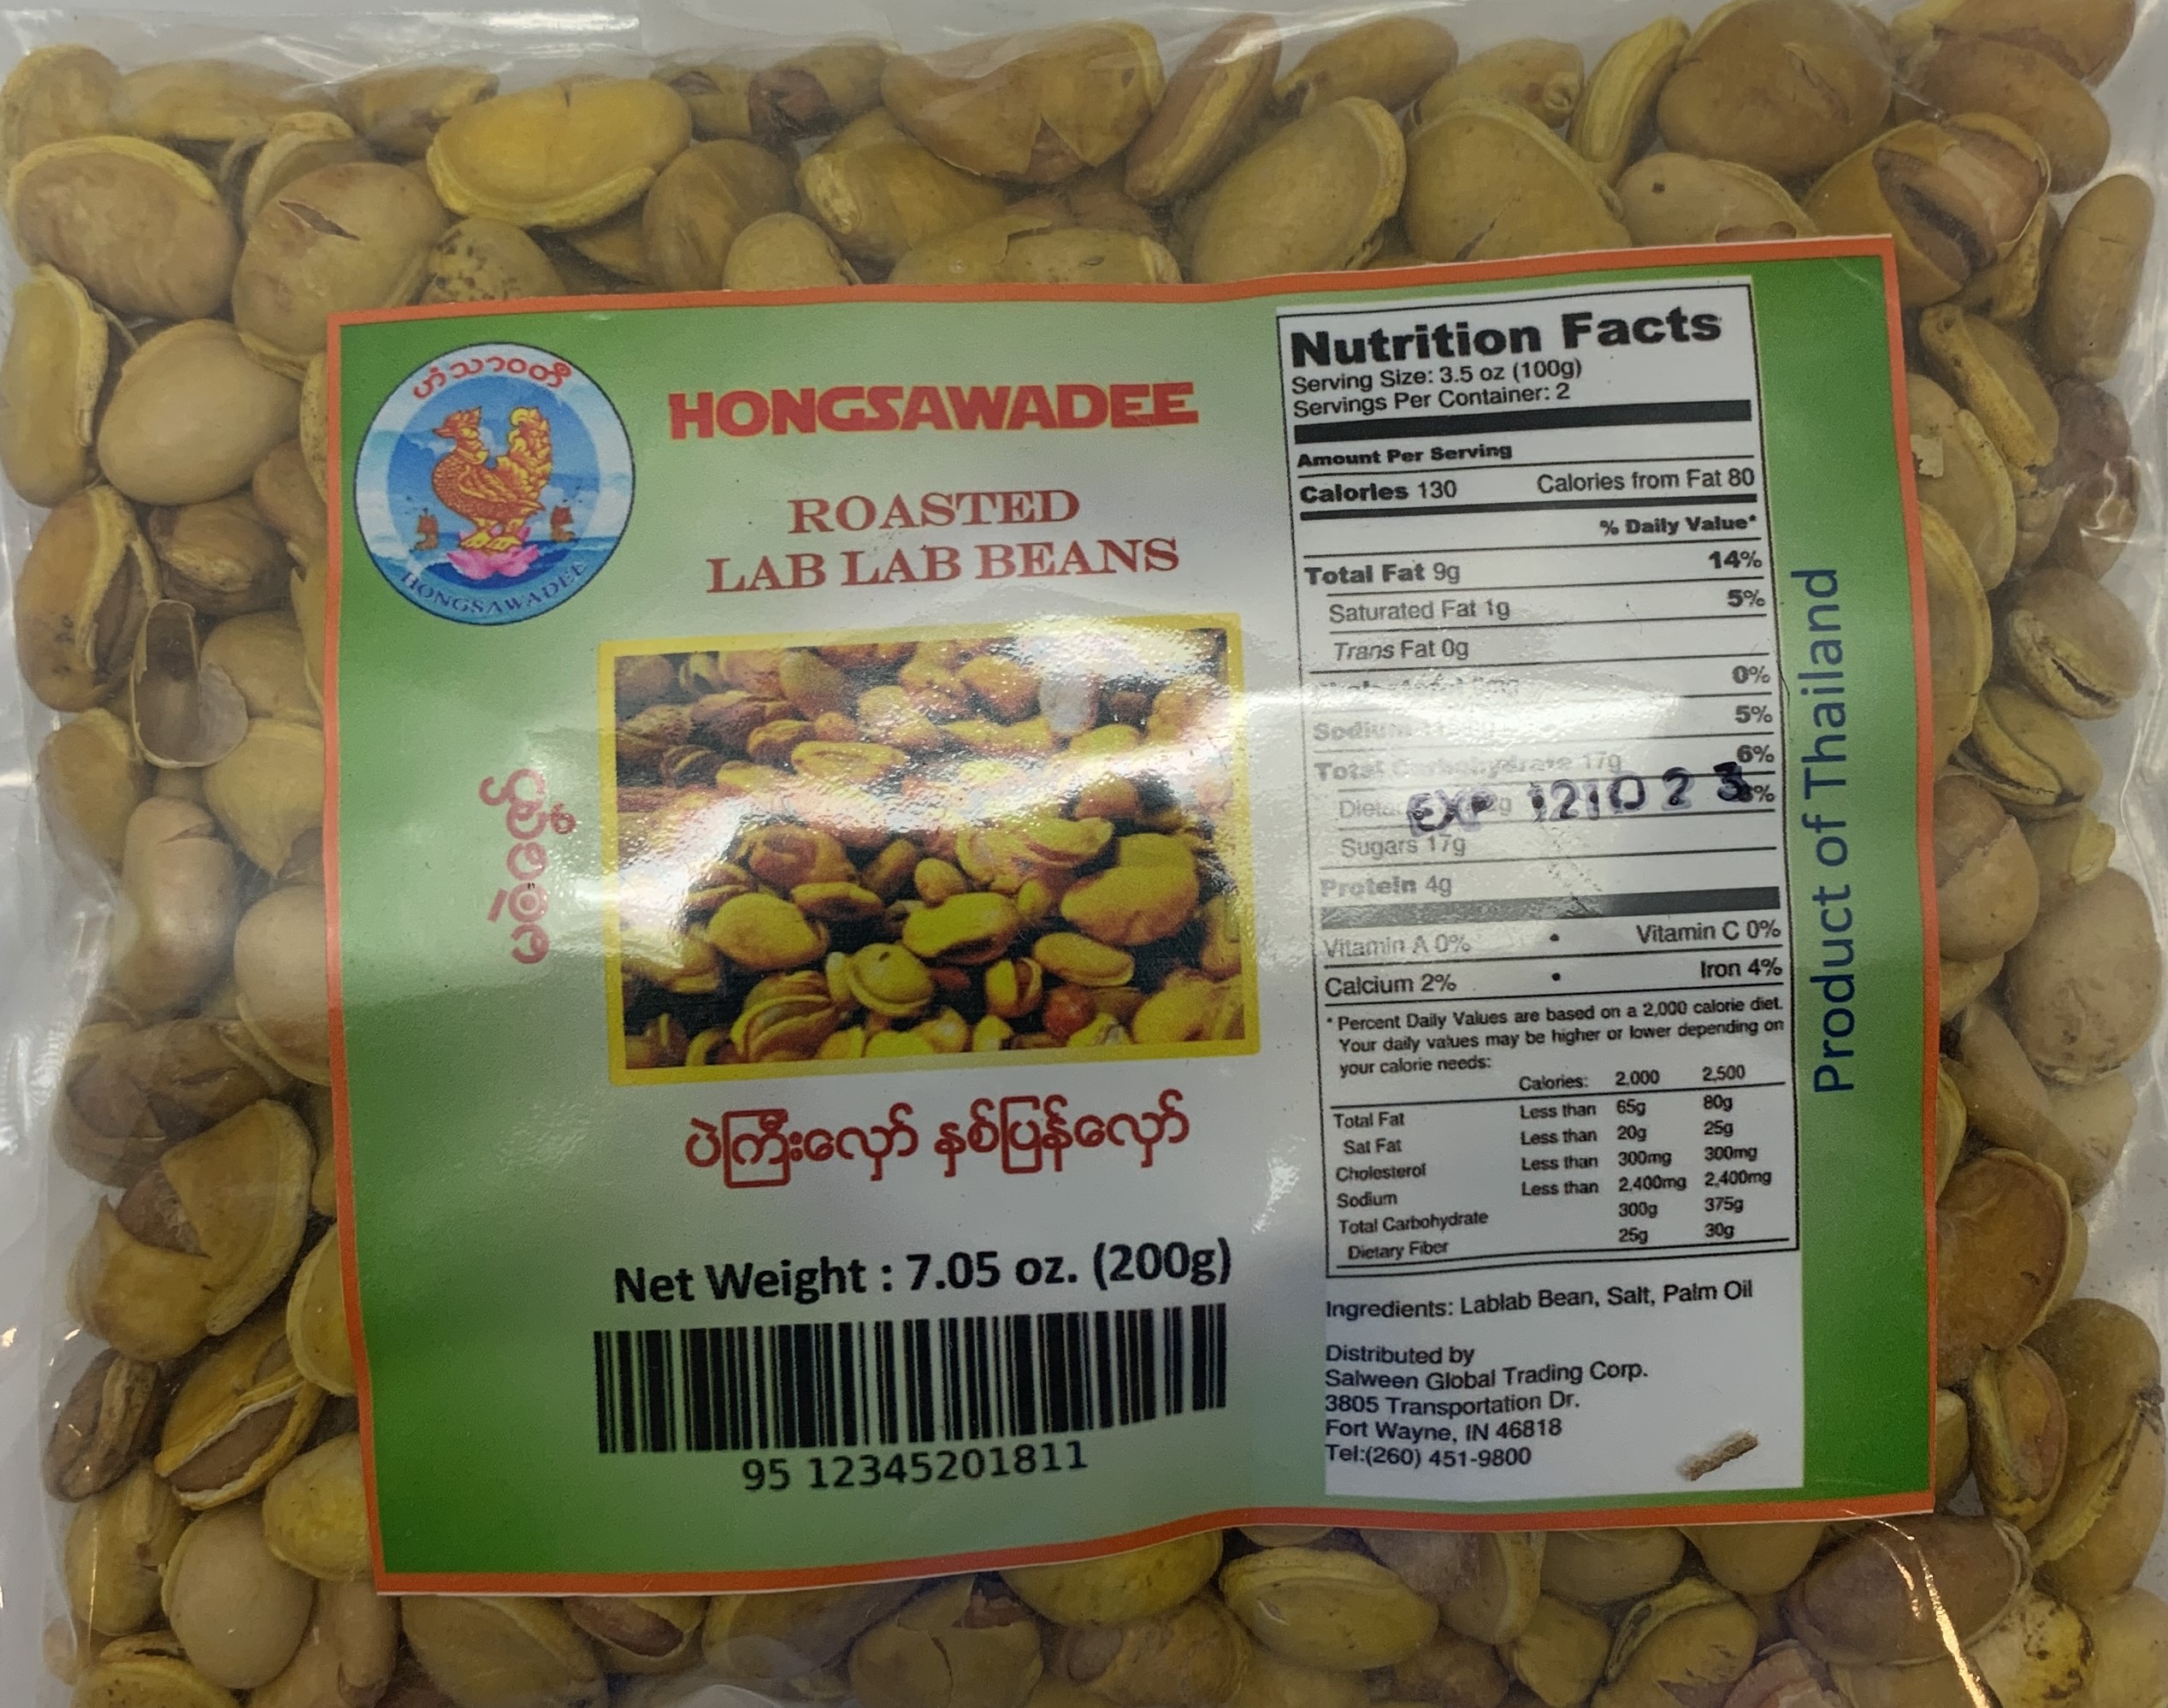 ဟံသာဝတီ
HONGSAWADEE
HONGSAWADEE
ROASTED
LAB LAB BEANS
ပဲကြီးလှော် နှစ်ပြန်လှော်
Net Weight : 7.05 oz. (200g)
95 12345201811
Nutrition Facts
Serving Size: 3.5 oz (100g)
Servings Per Container: 2
Amount Per Serving
Calories 130 Calories from Fat 80
% Daily Value*
Total Fat 9g 14%
Saturated Fat 1g 5%
Trans Fat 0g
0%
Sodium 5%
Total Carbohydrate 17g 6%
EXP 121023
Sugars 17g
Protein 4g
Vitamin A 0% • Vitamin C 0%
Calcium 2% • Iron 4%
* Percent Daily Values are based on a 2,000 calorie diet.
Your daily values may be higher or lower depending on
your calorie needs:
Calories: 2,000 2,500
Total Fat Less than 65g 80g
Sat Fat Less than 20g 25g
Cholesterol Less than 300mg 300mg
Sodium Less than 2,400mg 2,400mg
Total Carbohydrate 300g 375g
Dietary Fiber 25g 30g
Ingredients: Lablab Bean, Salt, Palm Oil
Distributed by
Salween Global Trading Corp.
3805 Transportation Dr.
Fort Wayne, IN 46818
Tel:(260) 451-9800
Product of Thailand